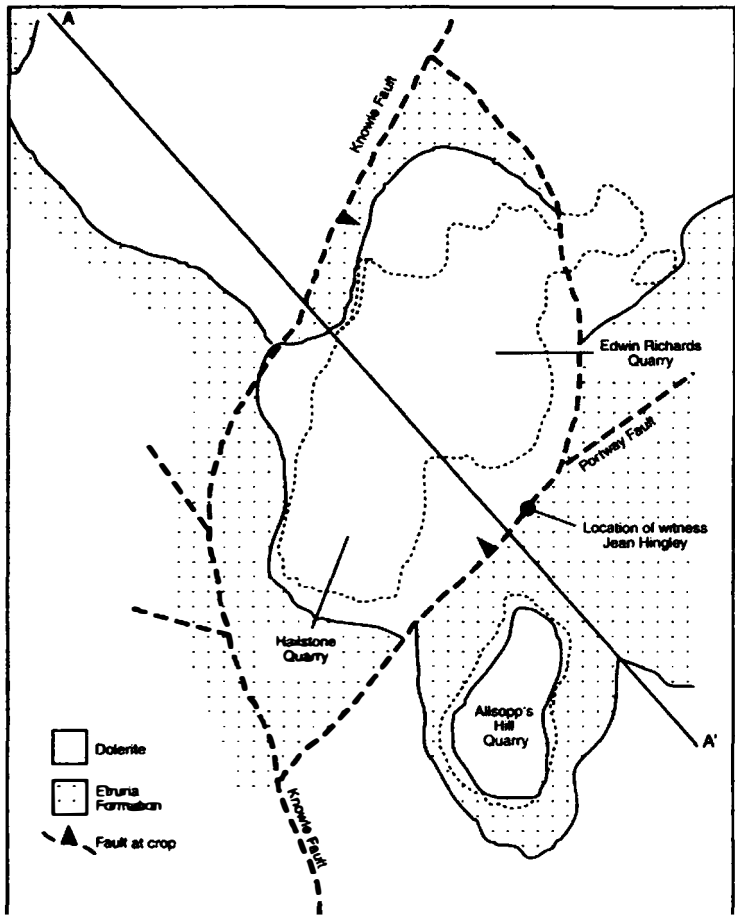 A
Knowle Fault
Edwin Richards
Quarry
Portway Fault
Location of witness
Jean Hingley
Hailstone
Quarry
Allsopp's
Hill
Quarry
A'
Dolerite
Etruria
Formation
Fault at crop
Knowle Fault